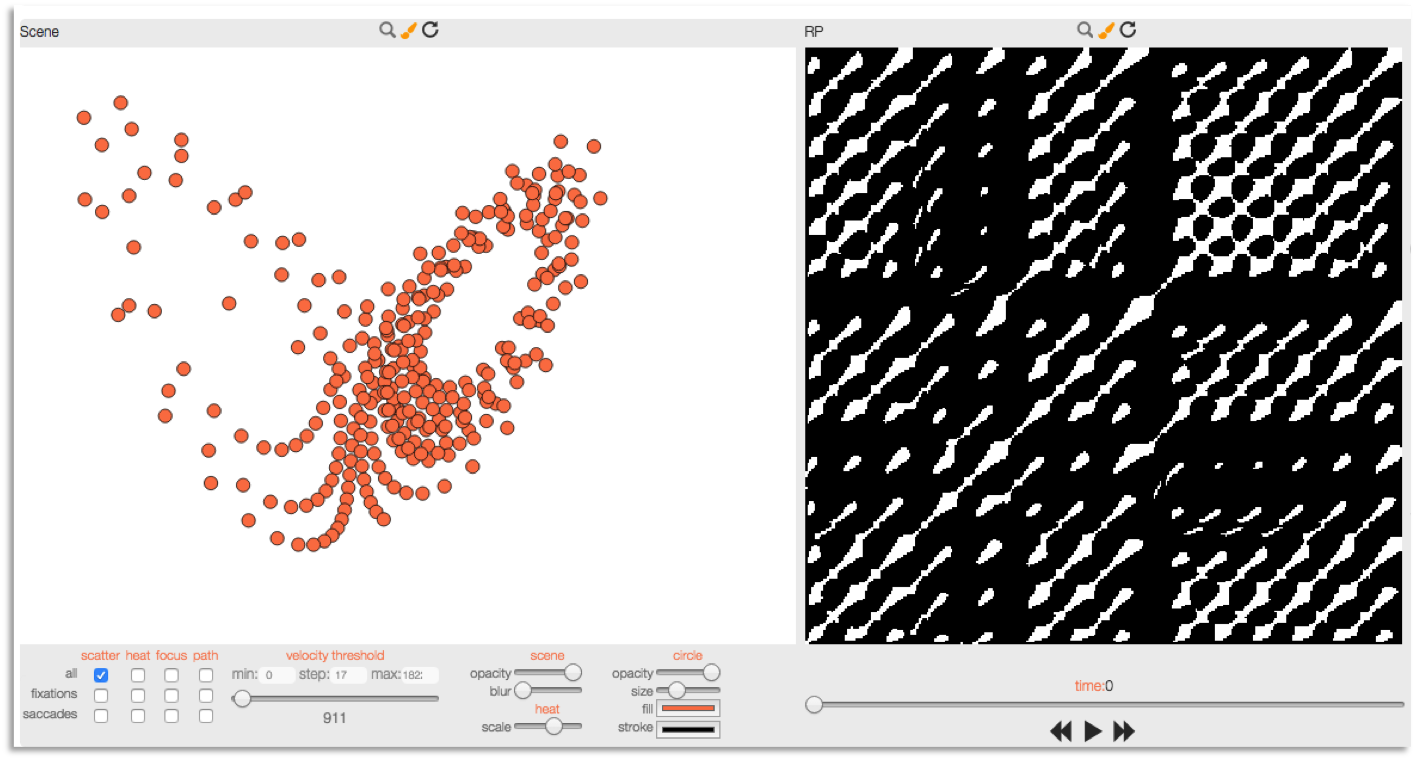 Scene
RP
scatter heat focus path
all
fixations
saccades
velocity threshold
min: 0 step: 17 max:182:
911
scene
opacity
blur
heat
scale
circle
opacity
size
fill
stroke
time:0